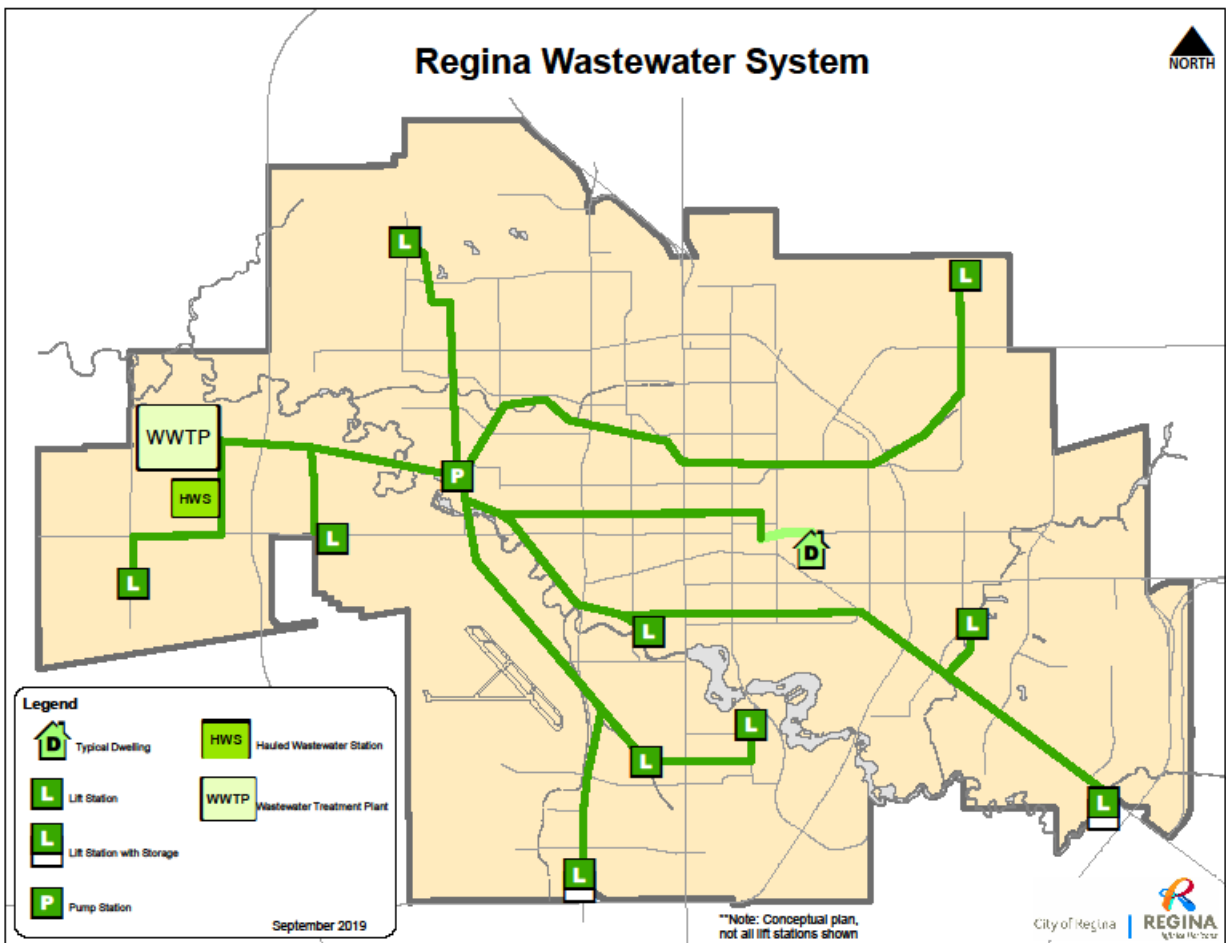 Regina Wastewater System
NORTH
L
L
WWTP
P
HWS
L
D
L
L
L
L
L
L
L
Legend
D Typical Dwelling
HWS Hauled Wastewater Station
L Lift Station
WWTP Wastewater Treatment Plant
L Lift Station with Storage
P Pump Station
September 2019
**Note: Conceptual plan,
not all lift stations shown
City of Regina
REGINA